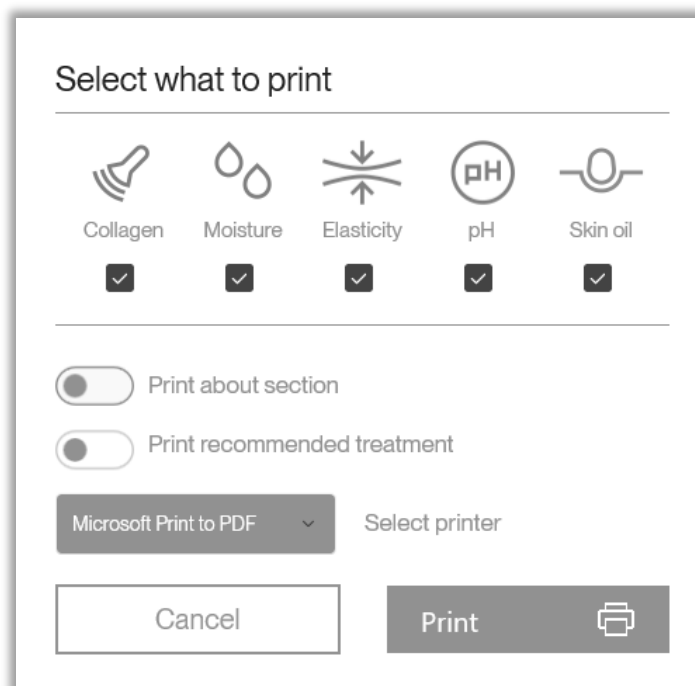 Select what to print
pH
Collagen Moisture Elasticity pH Skin oil
Print about section
Print recommended treatment
Microsoft Print to PDF Select printer
Cancel Print